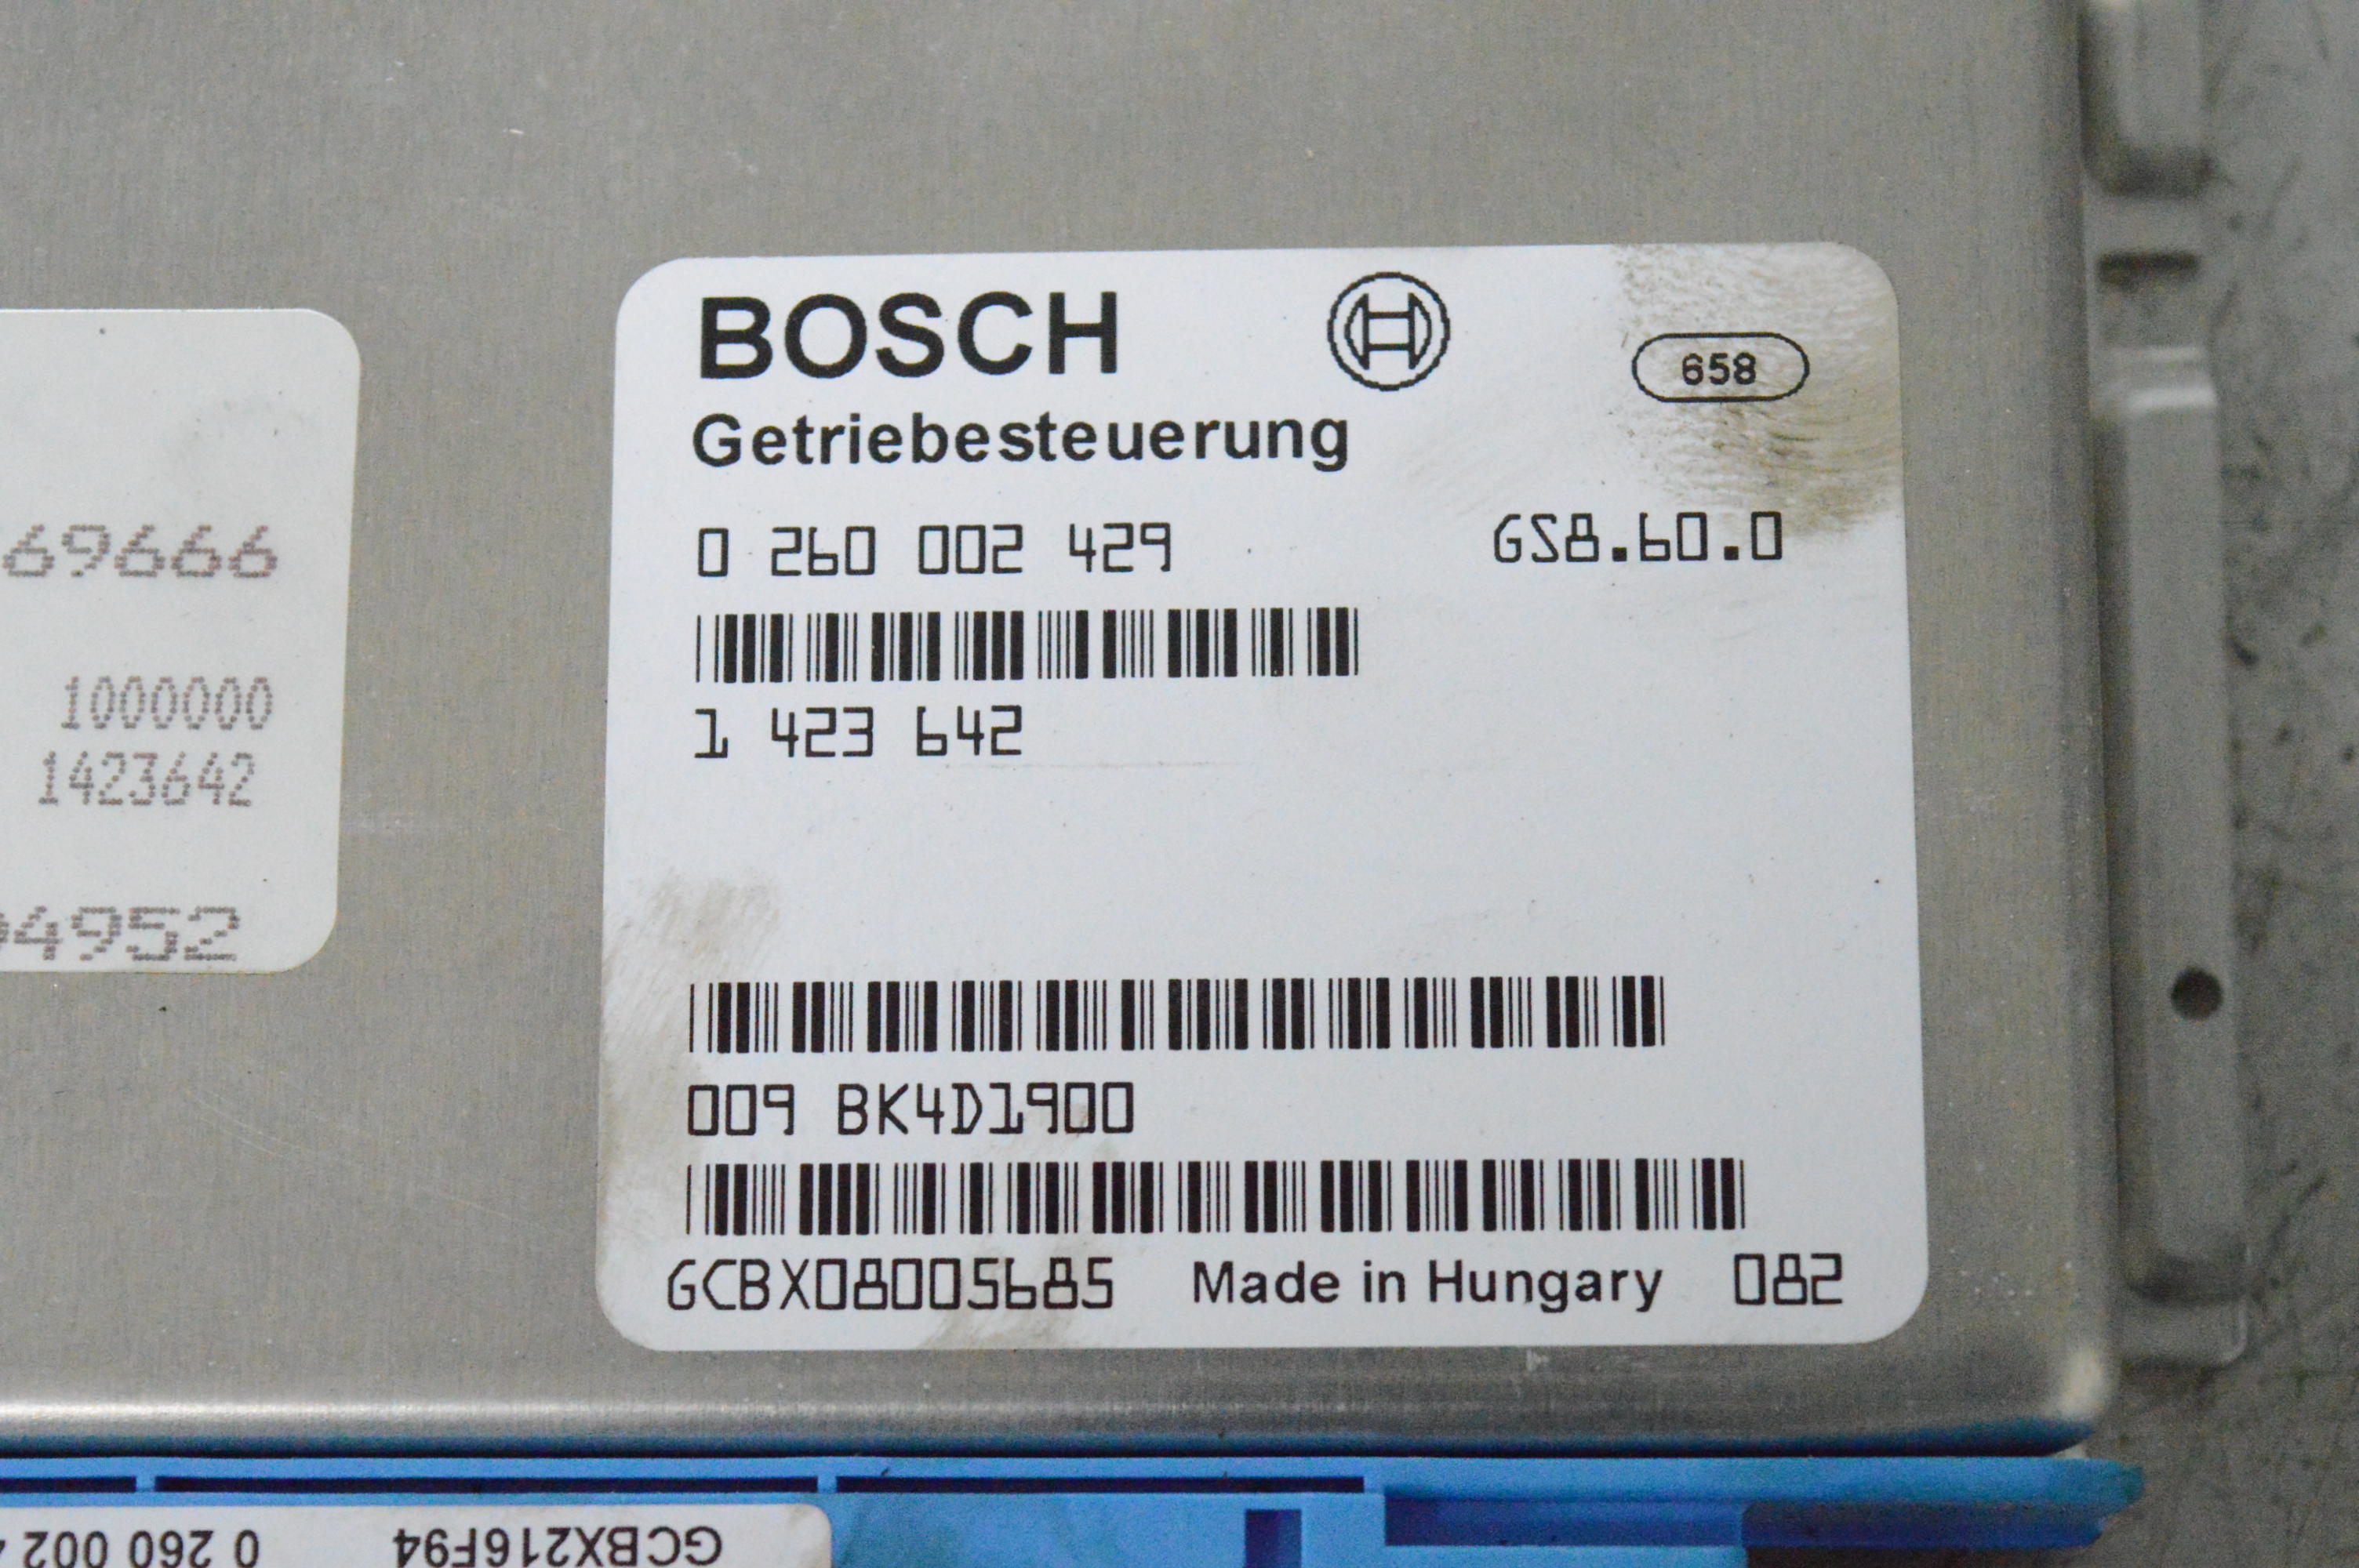 BOSCH
658
Getriebesteuerung
0 260 002 429 GS8.60.0
1 423 642
009 BK4D1900
GCBX08005685 Made in Hungary 082
69666
1000000
1423642
4952
0 260 002 GCBX216F94